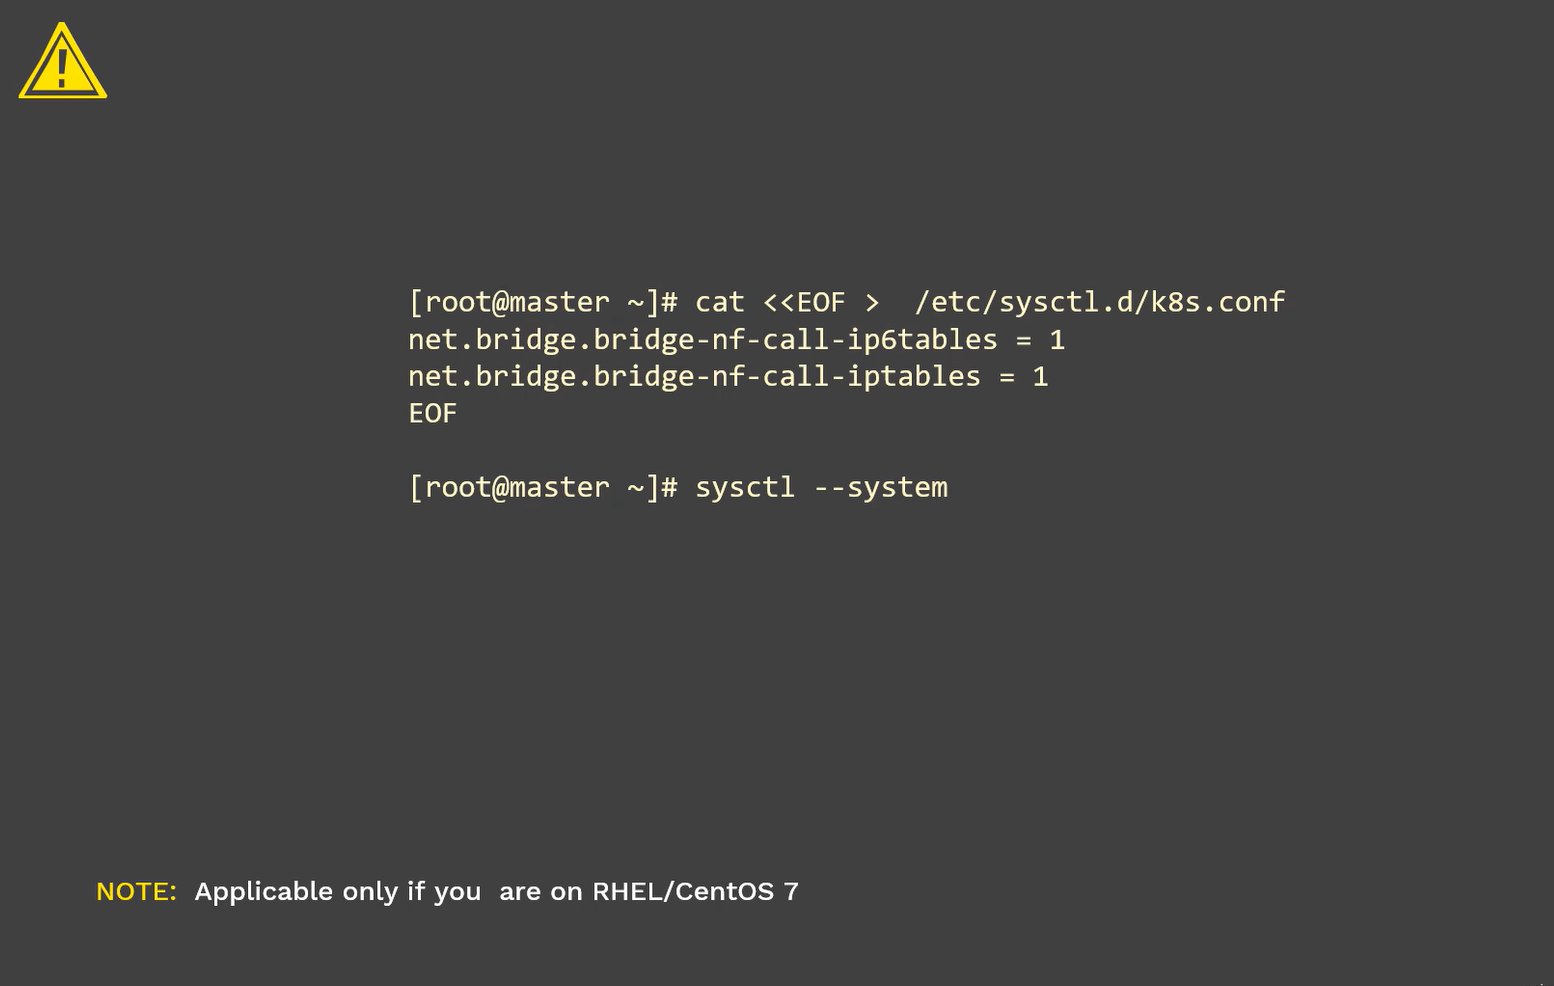 [root@master ~]# cat <<EOF >  /etc/sysctl.d/k8s.conf
net.bridge.bridge-nf-call-ip6tables = 1
net.bridge.bridge-nf-call-iptables = 1
EOF
[root@master ~]# sysctl --system
NOTE:  Applicable only if you  are on RHEL/CentOS 7